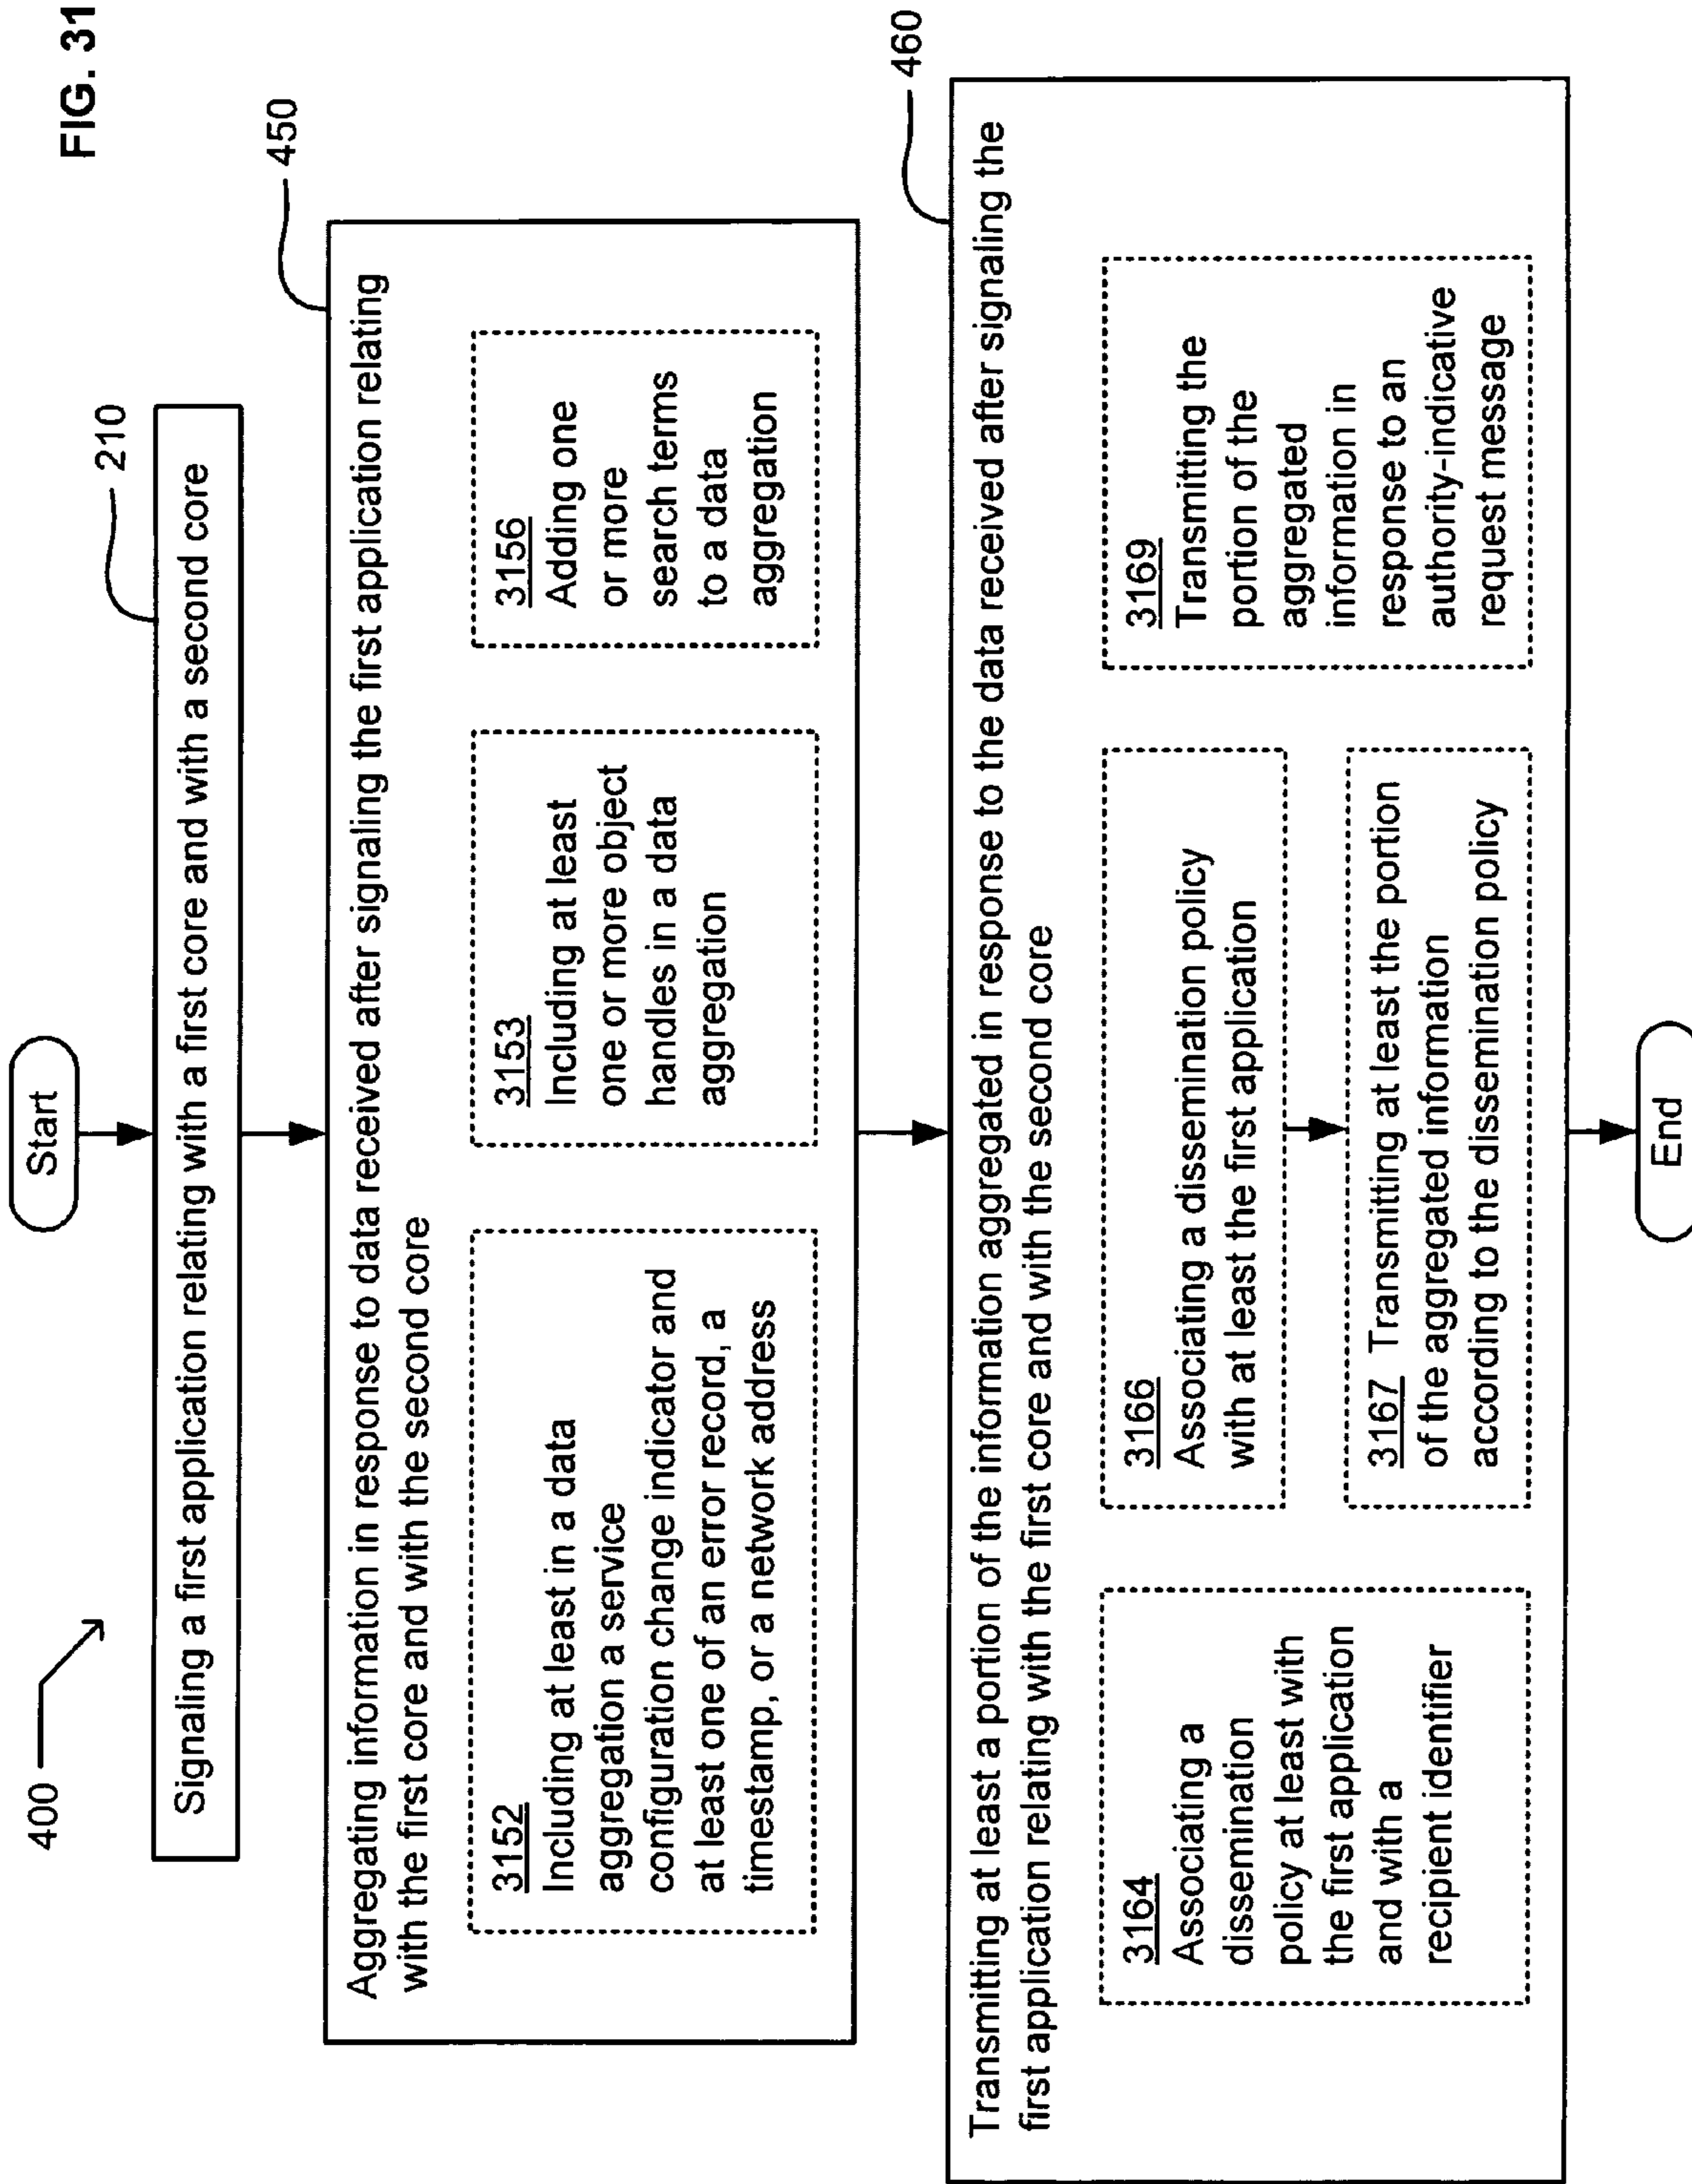 FIG. 31
400
Start
210
Signaling a first application relating with a first core and with a second core
450
Aggregating information in response to data received after signaling the first application relating
with the first core and with the second core
3152
Including at least in a data
aggregation a service
configuration change indicator and
at least one of an error record, a
timestamp, or a network address
3153
Including at least
one or more object
handles in a data
aggregation
3156
Adding one
or more
search terms
to a data
aggregation
460
Transmitting at least a portion of the information aggregated in response to the data received after signaling the
first application relating with the first core and with the second core
3164
Associating a
dissemination
policy at least with
the first application
and with a
recipient identifier
3166
Associating a dissemination policy
with at least the first application
3167 Transmitting at least the portion
of the aggregated information
according to the dissemination policy
3169
Transmitting the
portion of the
aggregated
information in
response to an
authority-indicative
request message
End